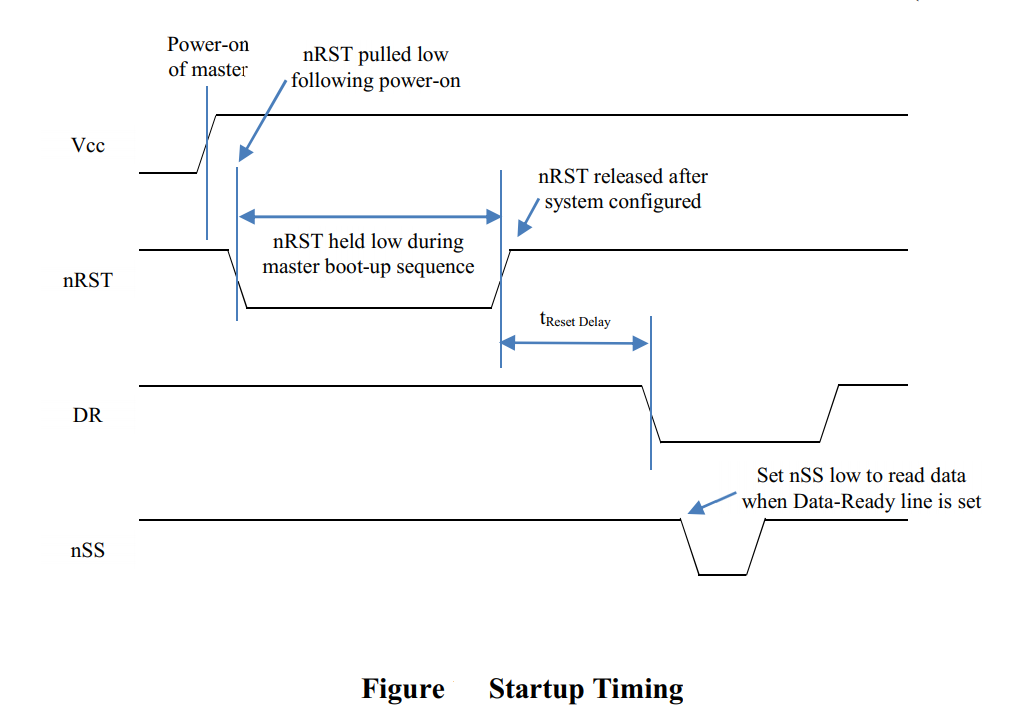 Power-on
of master
nRST pulled low
following power-on
Vcc
nRST released after
system configured
nRST held low during
master boot-up sequence
nRST
tReset Delay
DR
Set nSS low to read data
when Data-Ready line is set
nSS
Figure Startup Timing